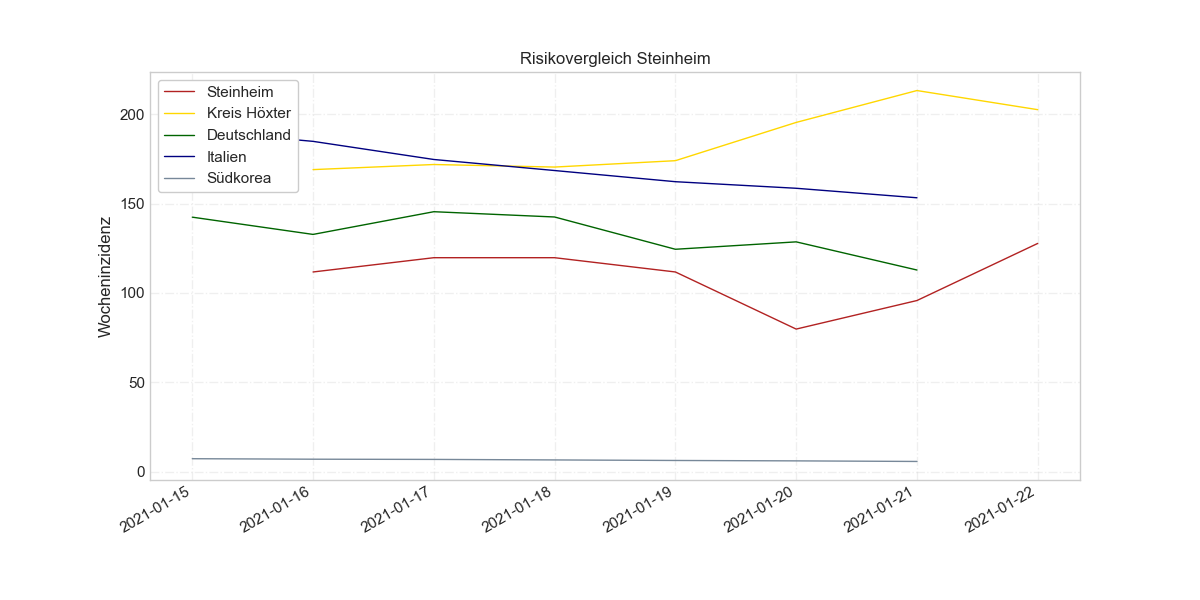 Risikovergleich Steinheim
Steinheim
Kreis Höxter
Deutschland
Italien
Südkorea
Wocheninzidenz
200
150
100
50
0
2021-01-15
2021-01-16
2021-01-17
2021-01-18
2021-01-19
2021-01-20
2021-01-21
2021-01-22